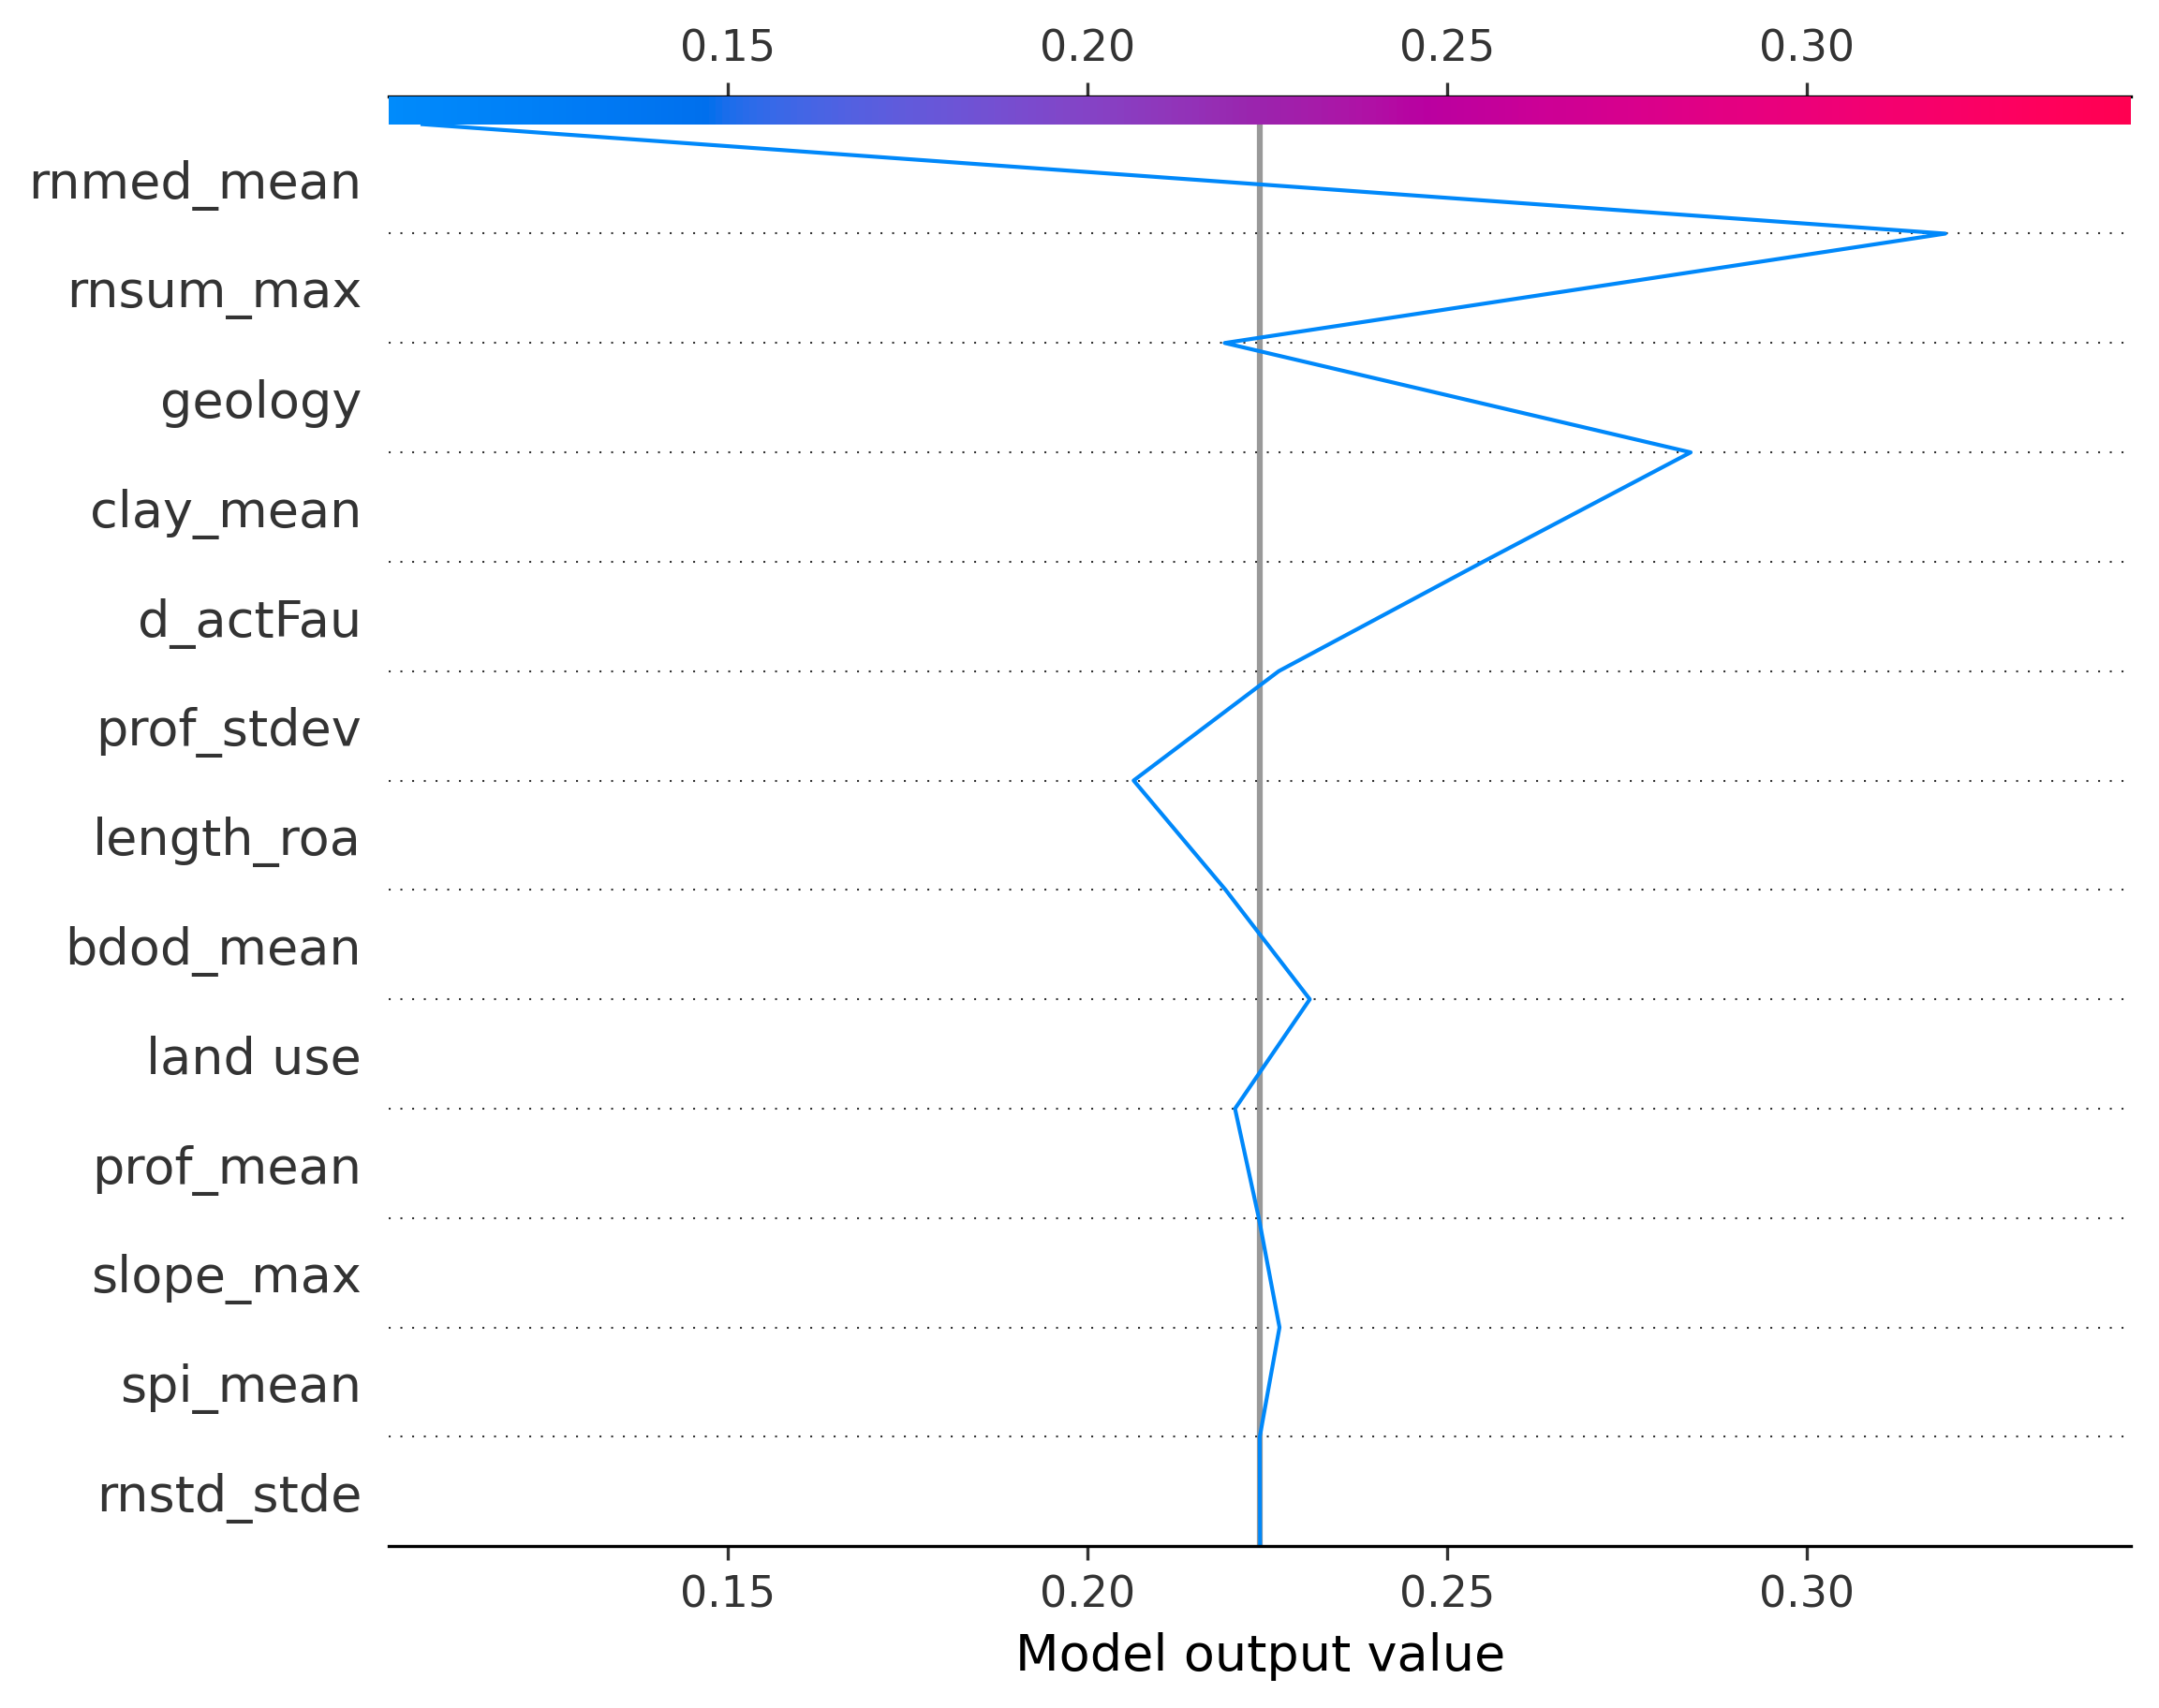 0.15 0.20 0.25 0.30
rnmed_mean
rnsum_max
geology
clay_mean
d_actFau
prof_stdev
length_roa
bdod_mean
land use
prof_mean
slope_max
spi_mean
rnstd_stde
0.15 0.20 0.25 0.30
Model output value